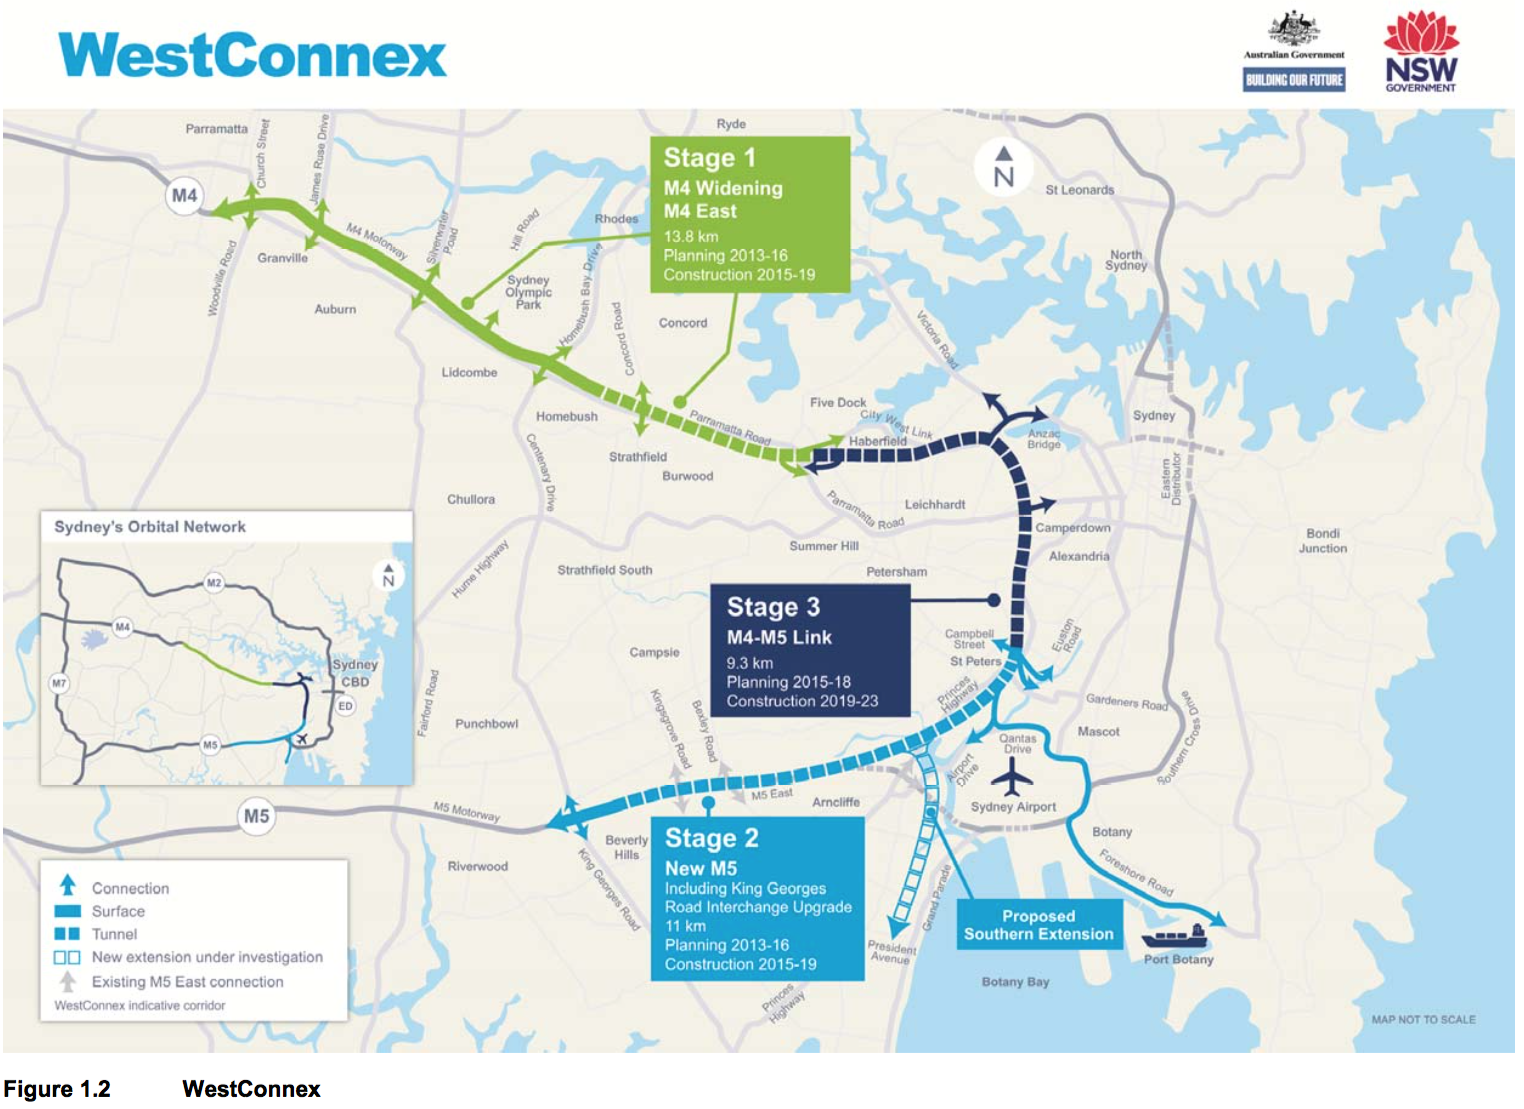 WestConnex
Australian Government
BUILDING OUR FUTURE
NSW
GOVERNMENT
Parramatta
Church Street
James Ruse Drive
Ryde
Stage 1
M4 Widening
M4 East
13.8 km
Planning 2013-16
Construction 2015-19
N
St Leonards
M4
Rhodes
Hill Road
Silverwater
Road
M4 Motorway
Woodville Road
Granville
North
Sydney
Sydney
Olympic
Park
Homebush Bay Drive
Auburn
Concord Road
Concord
Victoria Road
Lidcombe
Five Dock
City West Link
Homebush
Parramatta Road
Haberfield
Anzac
Bridge
Sydney
Strathfield
Burwood
Centenary Drive
Eastern
Distributor
Chullora
Parramatta Road
Leichhardt
Camperdown
Bondi
Junction
Summer Hill
Alexandria
Hume Highway
Strathfield South
Petersham
Sydney's Orbital Network
M2
N
M4
Sydney
CBD
M7
ED
M5
Stage 3
M4-M5 Link
9.3 km
Planning 2015-18
Construction 2019-23
Campbell
Street
Euston
Road
St Peters
Campsie
Princes
Highway
Gardeners Road
Fairford Road
Punchbowl
Kingsgrove Road
Bexley Road
Qantas
Drive
Mascot
Southern Cross Drive
Airport
Drive
M5 East
Arncliffe
Sydney Airport
M5
M5 Motorway
Beverly
Hills
Botany
Riverwood
King Georges Road
Foreshore Road
Stage 2
New M5
Including King Georges
Road Interchange Upgrade
11 km
Planning 2013-16
Construction 2015-19
Grand Parade
Proposed
Southern Extension
President
Avenue
Port Botany
Botany Bay
Princes
Highway
Connection
Surface
Tunnel
New extension under investigation
Existing M5 East connection
WestConnex indicative corridor
MAP NOT TO SCALE
Figure 1.2 WestConnex